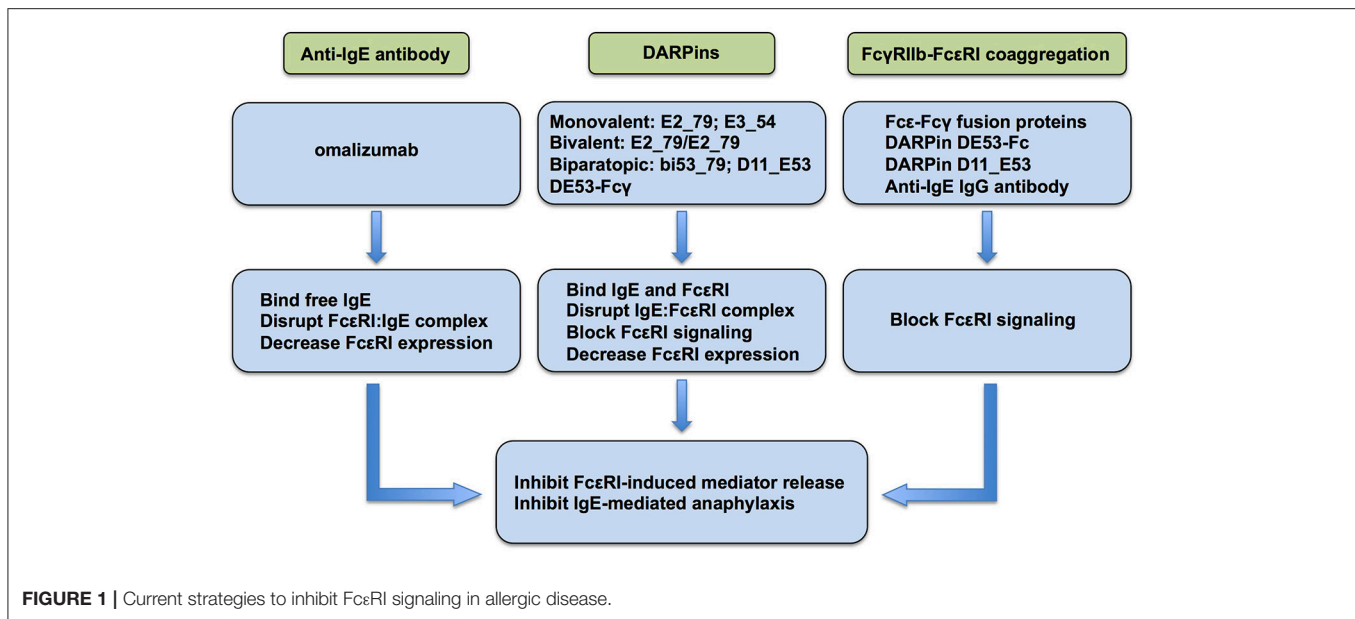 Anti-IgE antibody
DARPins
FcγRIIb-FcεRI coaggregation
omalizumab
Monovalent: E2_79; E3_54
Bivalent: E2_79/E2_79
Biparatopic: bi53_79; D11_E53
DE53-Fcγ
Fcε-Fcγ fusion proteins
DARPin DE53-Fc
DARPin D11_E53
Anti-IgE IgG antibody
Bind free IgE
Disrupt FcεRI:IgE complex
Decrease FcεRI expression
Bind IgE and FcεRI
Disrupt IgE:FcεRI complex
Block FcεRI signaling
Decrease FcεRI expression
Block FcεRI signaling
Inhibit FcεRI-induced mediator release
Inhibit IgE-mediated anaphylaxis
FIGURE 1 | Current strategies to inhibit FcεRI signaling in allergic disease.